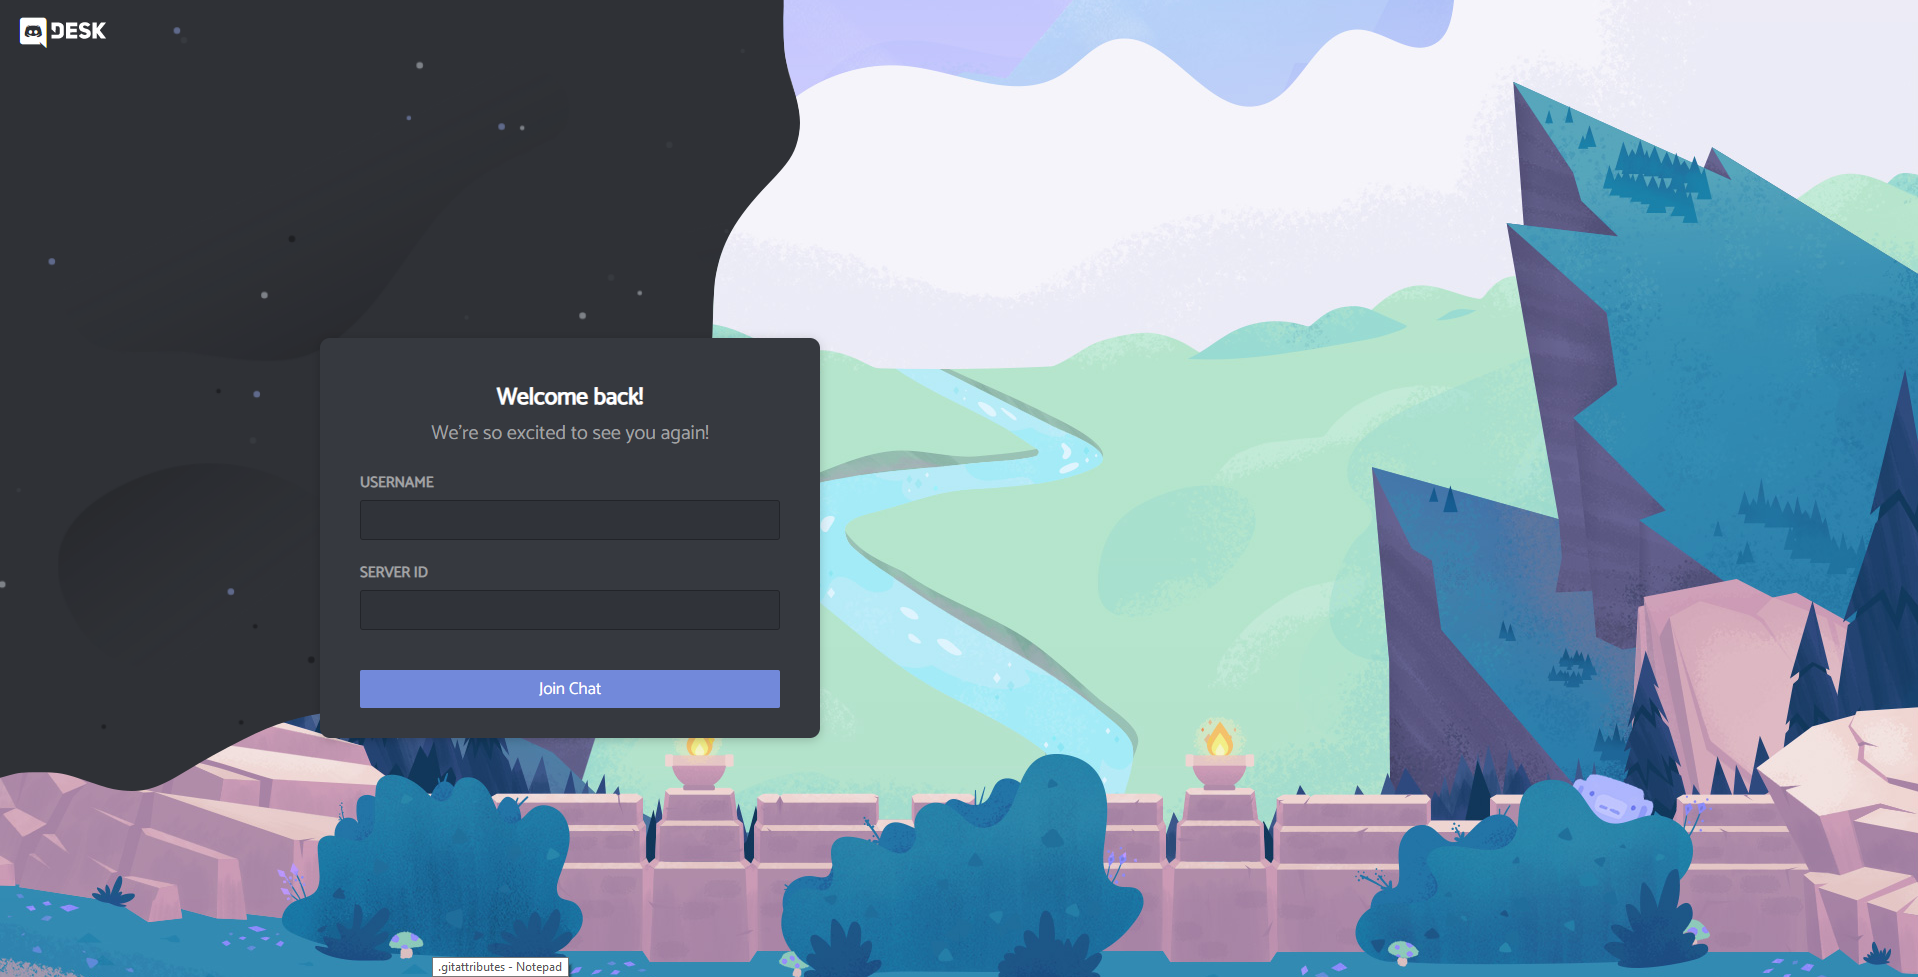 DESK
Welcome back!
We're so excited to see you again!
USERNAME
SERVER ID
Join Chat
.gitattributes - Notepad